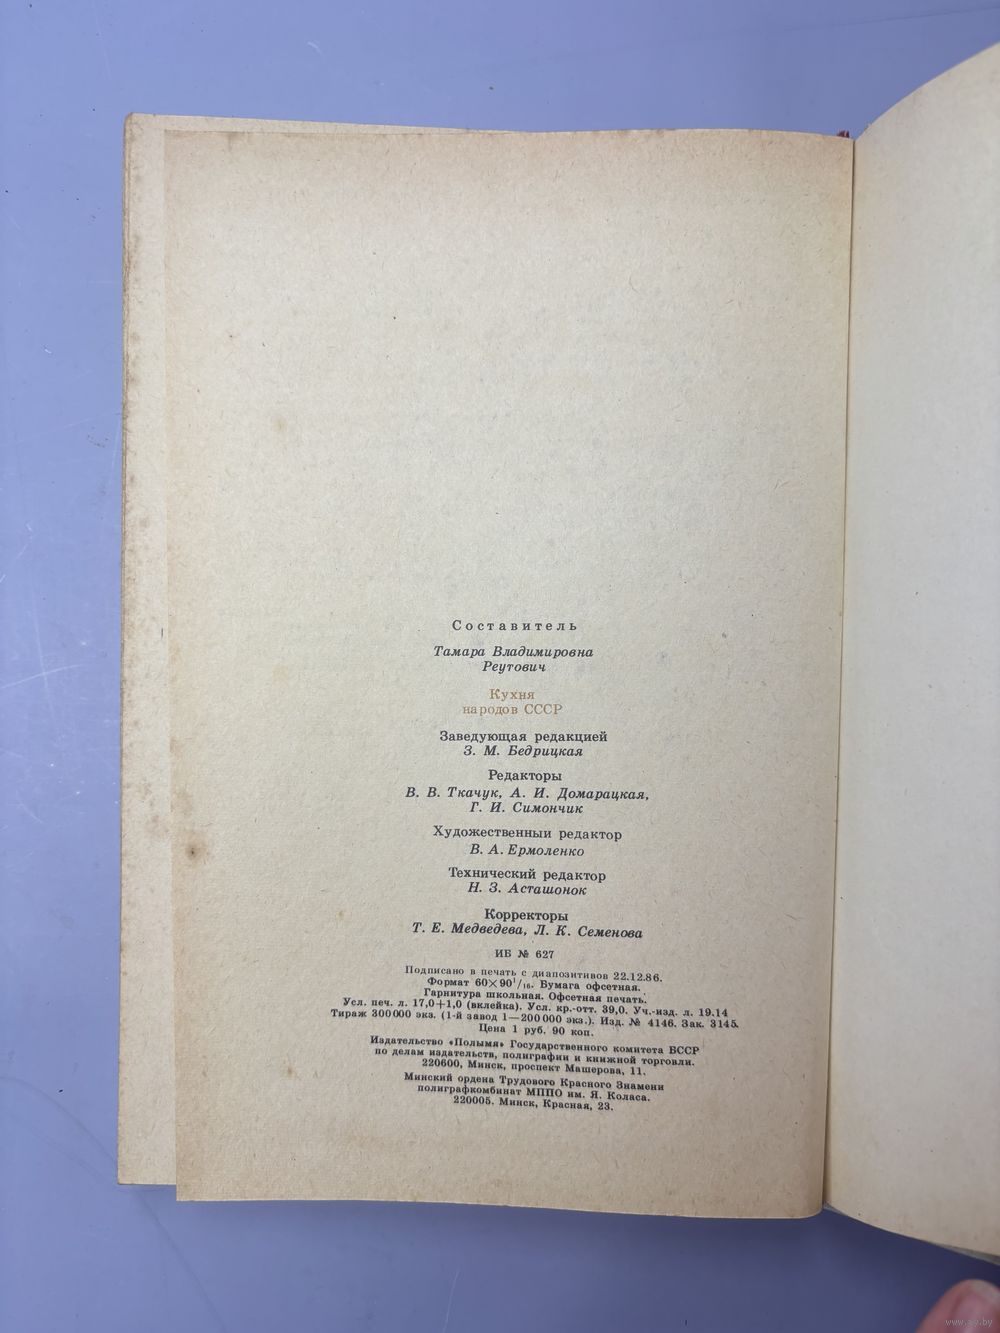 Составитель
Тамара Владимировна
Реутович
Кухня
народов СССР
Заведующая редакцией
З. М. Бедрицкая
Редакторы
В. В. Ткачук, А. И. Домарацкая,
Г. И. Симончик
Художественный редактор
В. А. Ермоленко
Технический редактор
Н. З. Асташонок
Корректоры
Т. Е. Медведева, Л. К. Семенова
ИБ № 627
Подписано в печать с диапозитивов 22.12.86.
Формат 60×90¹/₁₆. Бумага офсетная.
Гарнитура школьная. Офсетная печать.
Усл. печ. л. 17,0+1,0 (вклейка). Усл. кр.-отт. 39,0. Уч.-изд. л. 19.14
Тираж 300 000 экз. (1-й завод 1—200 000 экз.). Изд. № 4146. Зак. 3145.
Цена 1 руб. 90 коп.
Издательство «Полымя» Государственного комитета БССР
по делам издательств, полиграфии и книжной торговли.
220600, Минск, проспект Машерова, 11.
Минский ордена Трудового Красного Знамени
полиграфкомбинат МППО им. Я. Коласа.
220005. Минск, Красная, 23.
www.ay.by